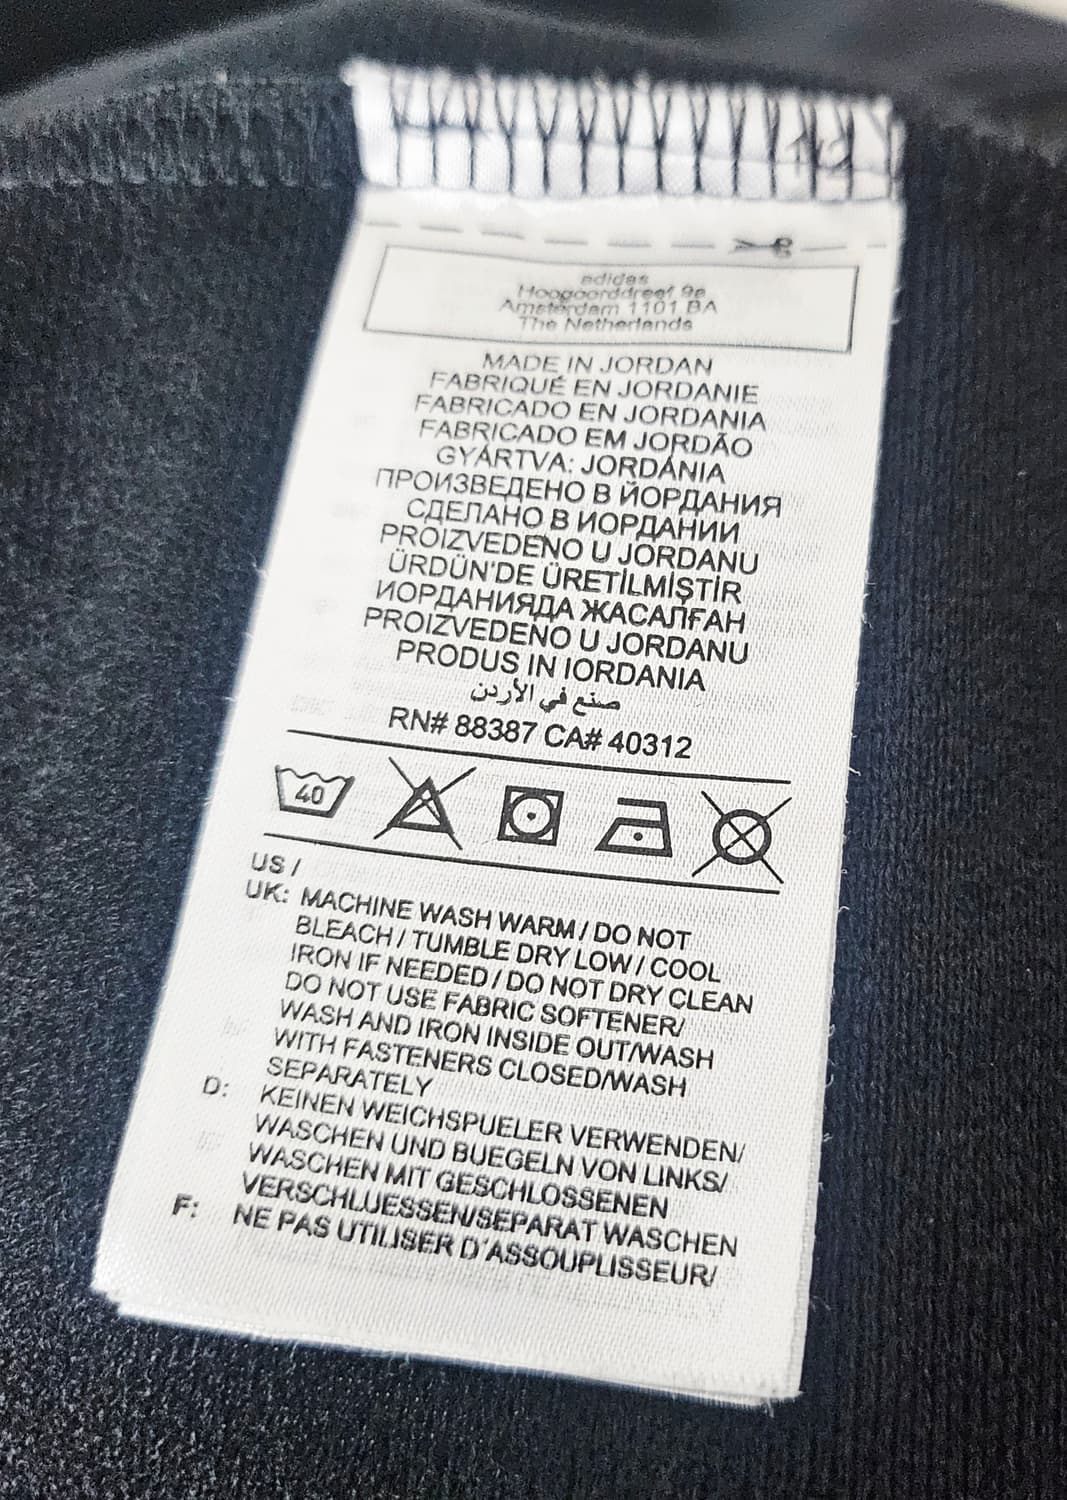 1/2
adidas
Hoogoorddreef 9a
Amsterdam 1101 BA
The Netherlands
MADE IN JORDAN
FABRIQUÉ EN JORDANIE
FABRICADO EN JORDANIA
FABRICADO EM JORDÃO
GYÁRTVA: JORDÁNIA
ПРОИЗВЕДЕНО В ЙОРДАНИЯ
СДЕЛАНО В ИОРДАНИИ
PROIZVEDENO U JORDANU
ÜRDÜN'DE ÜRETİLMİŞTİR
ИОРДАНИЯДА ЖАСАЛҒАН
PROIZVEDENO U JORDANU
PRODUS IN IORDANIA
صنع في الأردن
RN# 88387 CA# 40312
40
US /
UK: MACHINE WASH WARM / DO NOT
BLEACH / TUMBLE DRY LOW / COOL
IRON IF NEEDED / DO NOT DRY CLEAN
DO NOT USE FABRIC SOFTENER/
WASH AND IRON INSIDE OUT/WASH
WITH FASTENERS CLOSED/WASH
SEPARATELY
D: KEINEN WEICHSPUELER VERWENDEN/
WASCHEN UND BUEGELN VON LINKS/
WASCHEN MIT GESCHLOSSENEN
VERSCHLUESSEN/SEPARAT WASCHEN
F: NE PAS UTILISER D'ASSOUPLISSEUR/